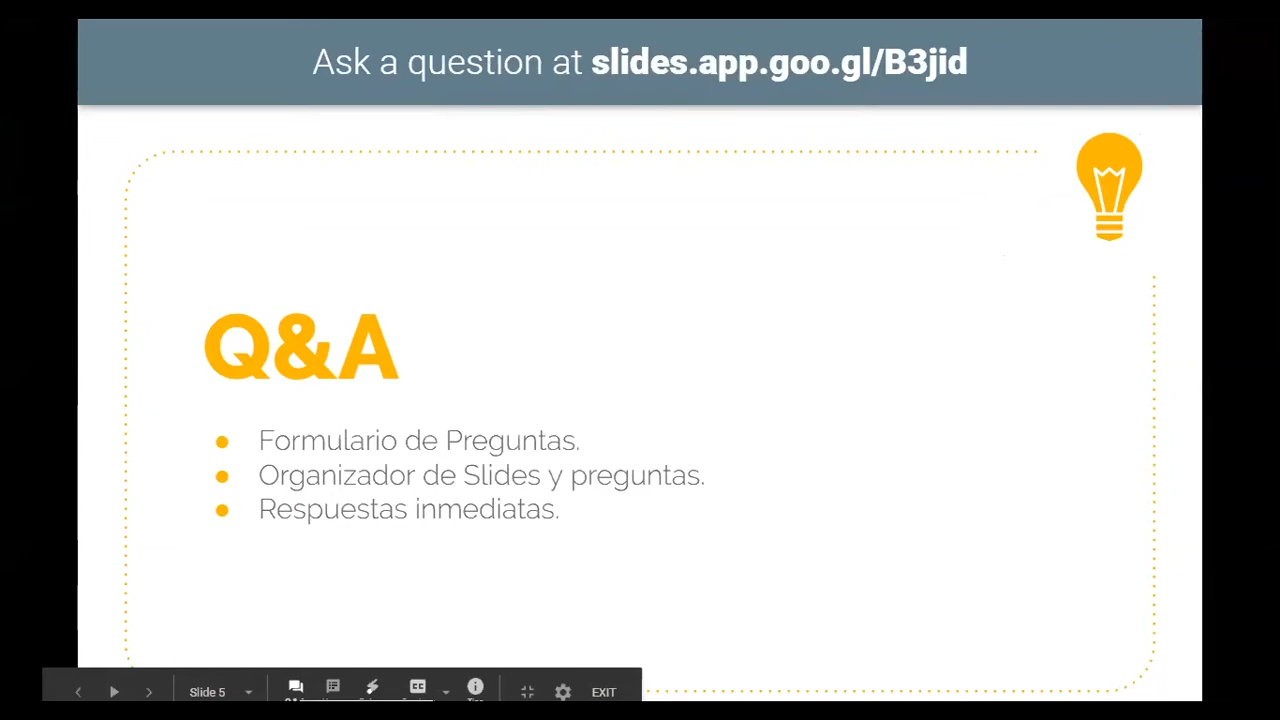 Ask a question at slides.app.goo.gl/B3jid
Q&A
Formulario de Preguntas.
Organizador de Slides y preguntas.
Respuestas inmediatas.
Slide 5
CC
EXIT